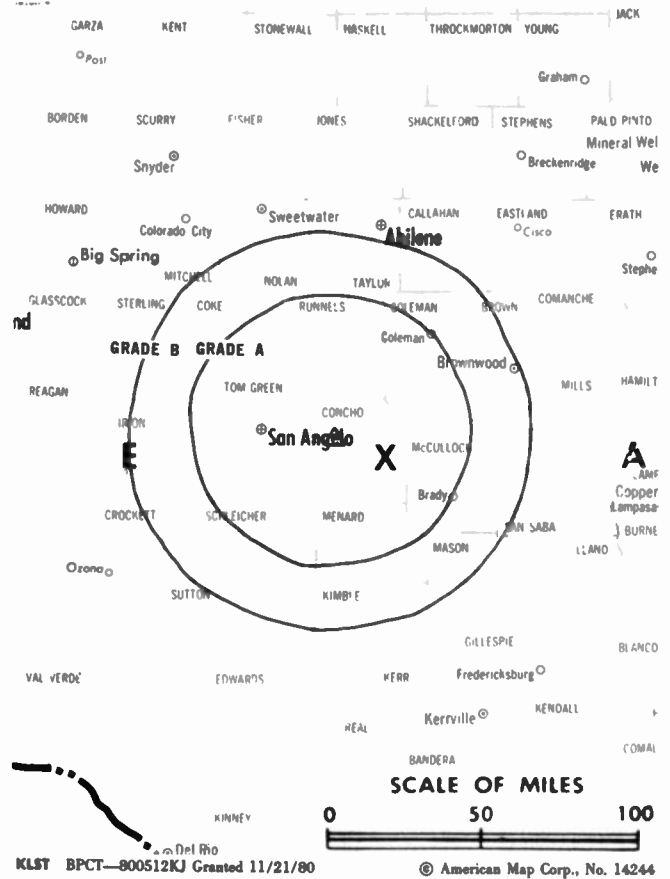 GARZA KENT STONEWALL HASKELL THROCKMORTON YOUNG JACK
Post
Graham
BORDEN SCURRY FISHER JONES SHACKELFORD STEPHENS PALO PINTO
Mineral Wel
Snyder Breckenridge We
HOWARD CALLAHAN EASTLAND ERATH
Sweetwater
Colorado City Abilene Cisco
Big Spring
Stephe
MITCHELL NOLAN TAYLOR
GLASSCOCK STERLING COKE RUNNELS COLEMAN BROWN COMANCHE
nd
Coleman
GRADE B GRADE A
Brownwood
REAGAN TOM GREEN MILLS HAMILT
CONCHO
IRION
San Angelo
McCULLOCH
E X A
LAMP
Brady Copper
Lampasa
CROCKETT SCHLEICHER MENARD SAN SABA BURNE
MASON LLANO
Ozona
SUTTON KIMBLE
GILLESPIE BLANCO
VAL VERDE EDWARDS KERR Fredericksburg
KENDALL
Kerrville
REAL
COMAL
BANDERA
SCALE OF MILES
0 50 100
KINNEY
Del Rio
KLST BPCT—800512KJ Granted 11/21/80 © American Map Corp., No. 14244